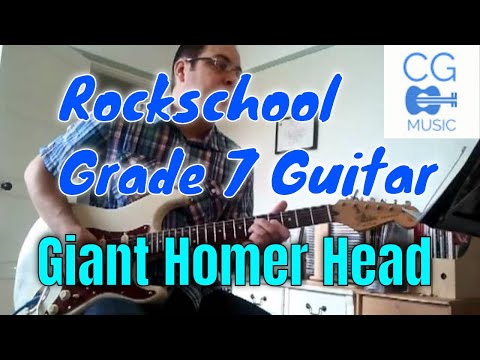 Rockschool
Grade 7 Guitar
Giant Homer Head
CG
MUSIC